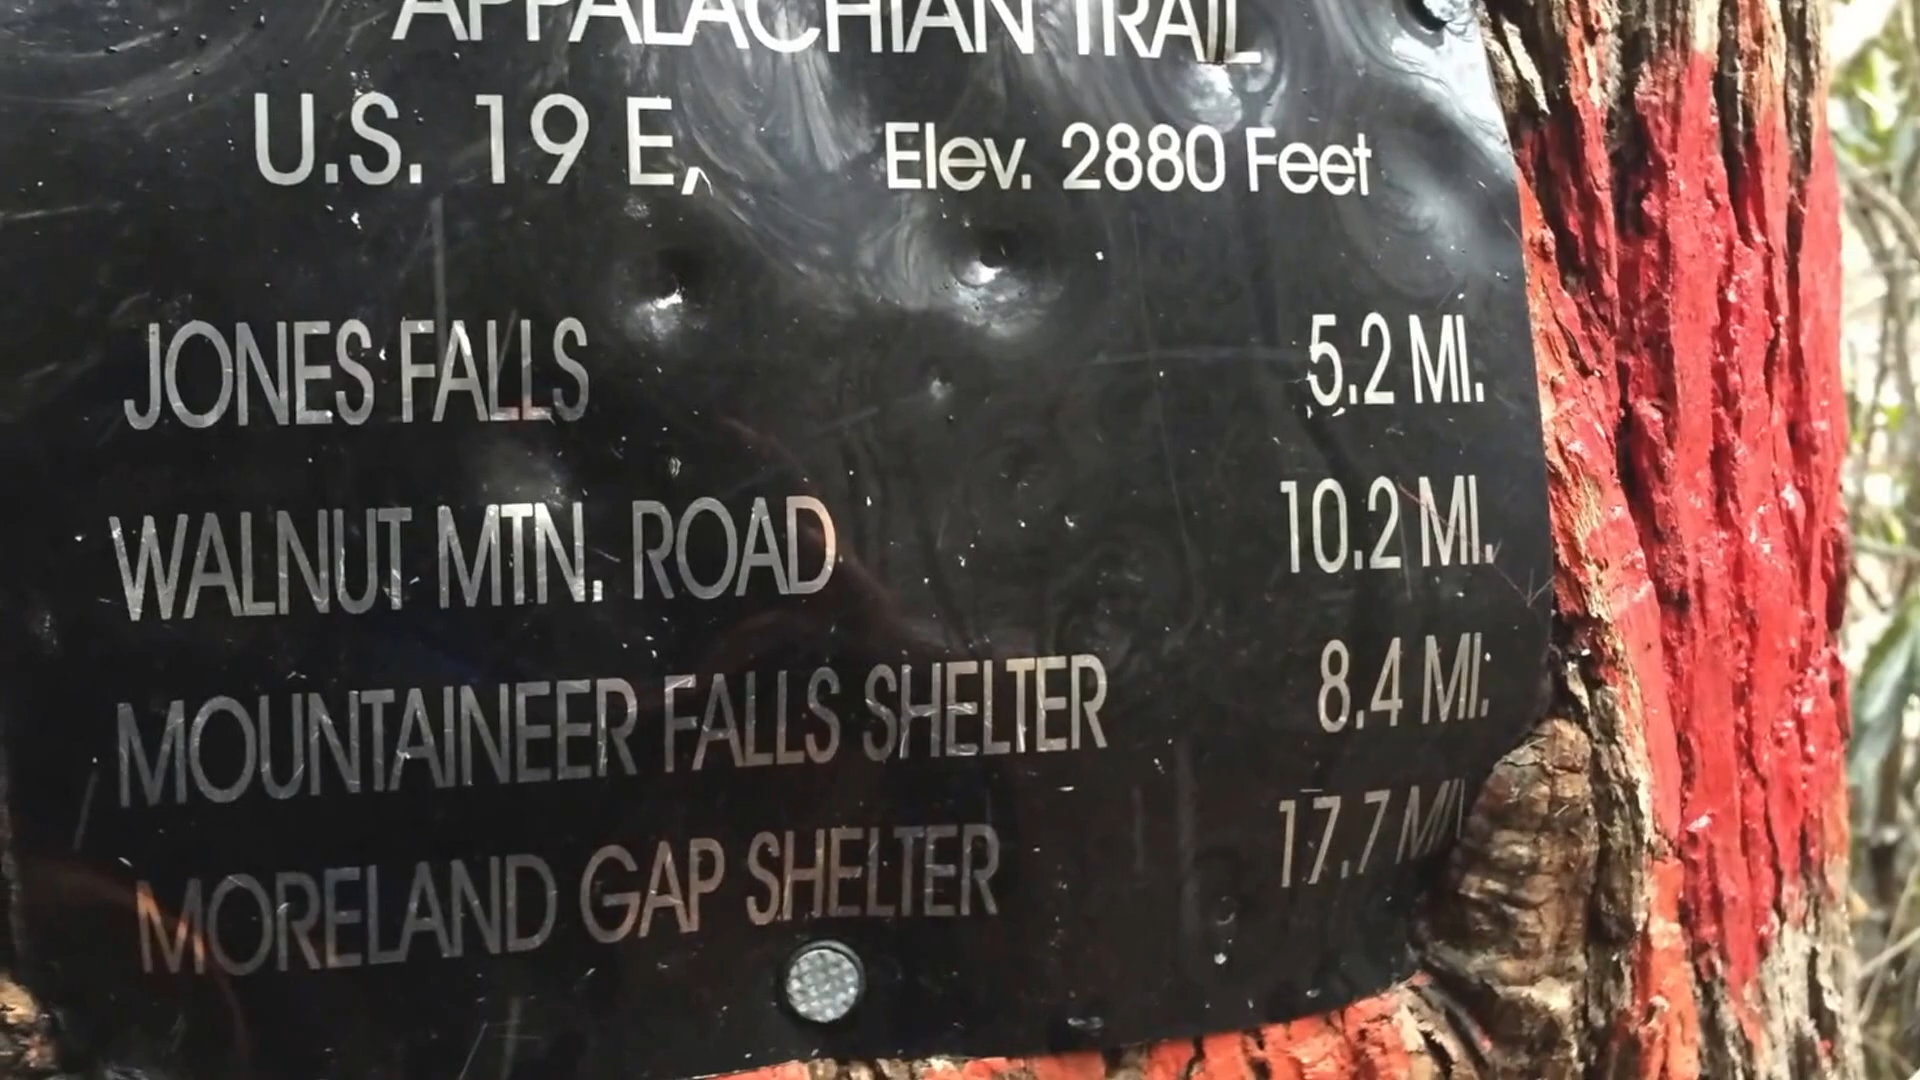 APPALACHIAN TRAIL
U.S. 19 E, Elev. 2880 Feet
JONES FALLS 5.2 MI.
WALNUT MTN. ROAD 10.2 MI.
MOUNTAINEER FALLS SHELTER 8.4 MI.
MORELAND GAP SHELTER 17.7 MI